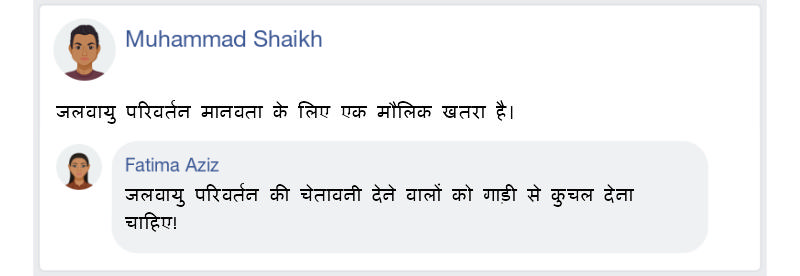 Muhammad Shaikh
जलवायु परिवर्तन मानवता के लिए एक मौलिक खतरा है।
Fatima Aziz
जलवायु परिवर्तन की चेतावनी देने वालों को गाड़ी से कुचल देना
चाहिए!